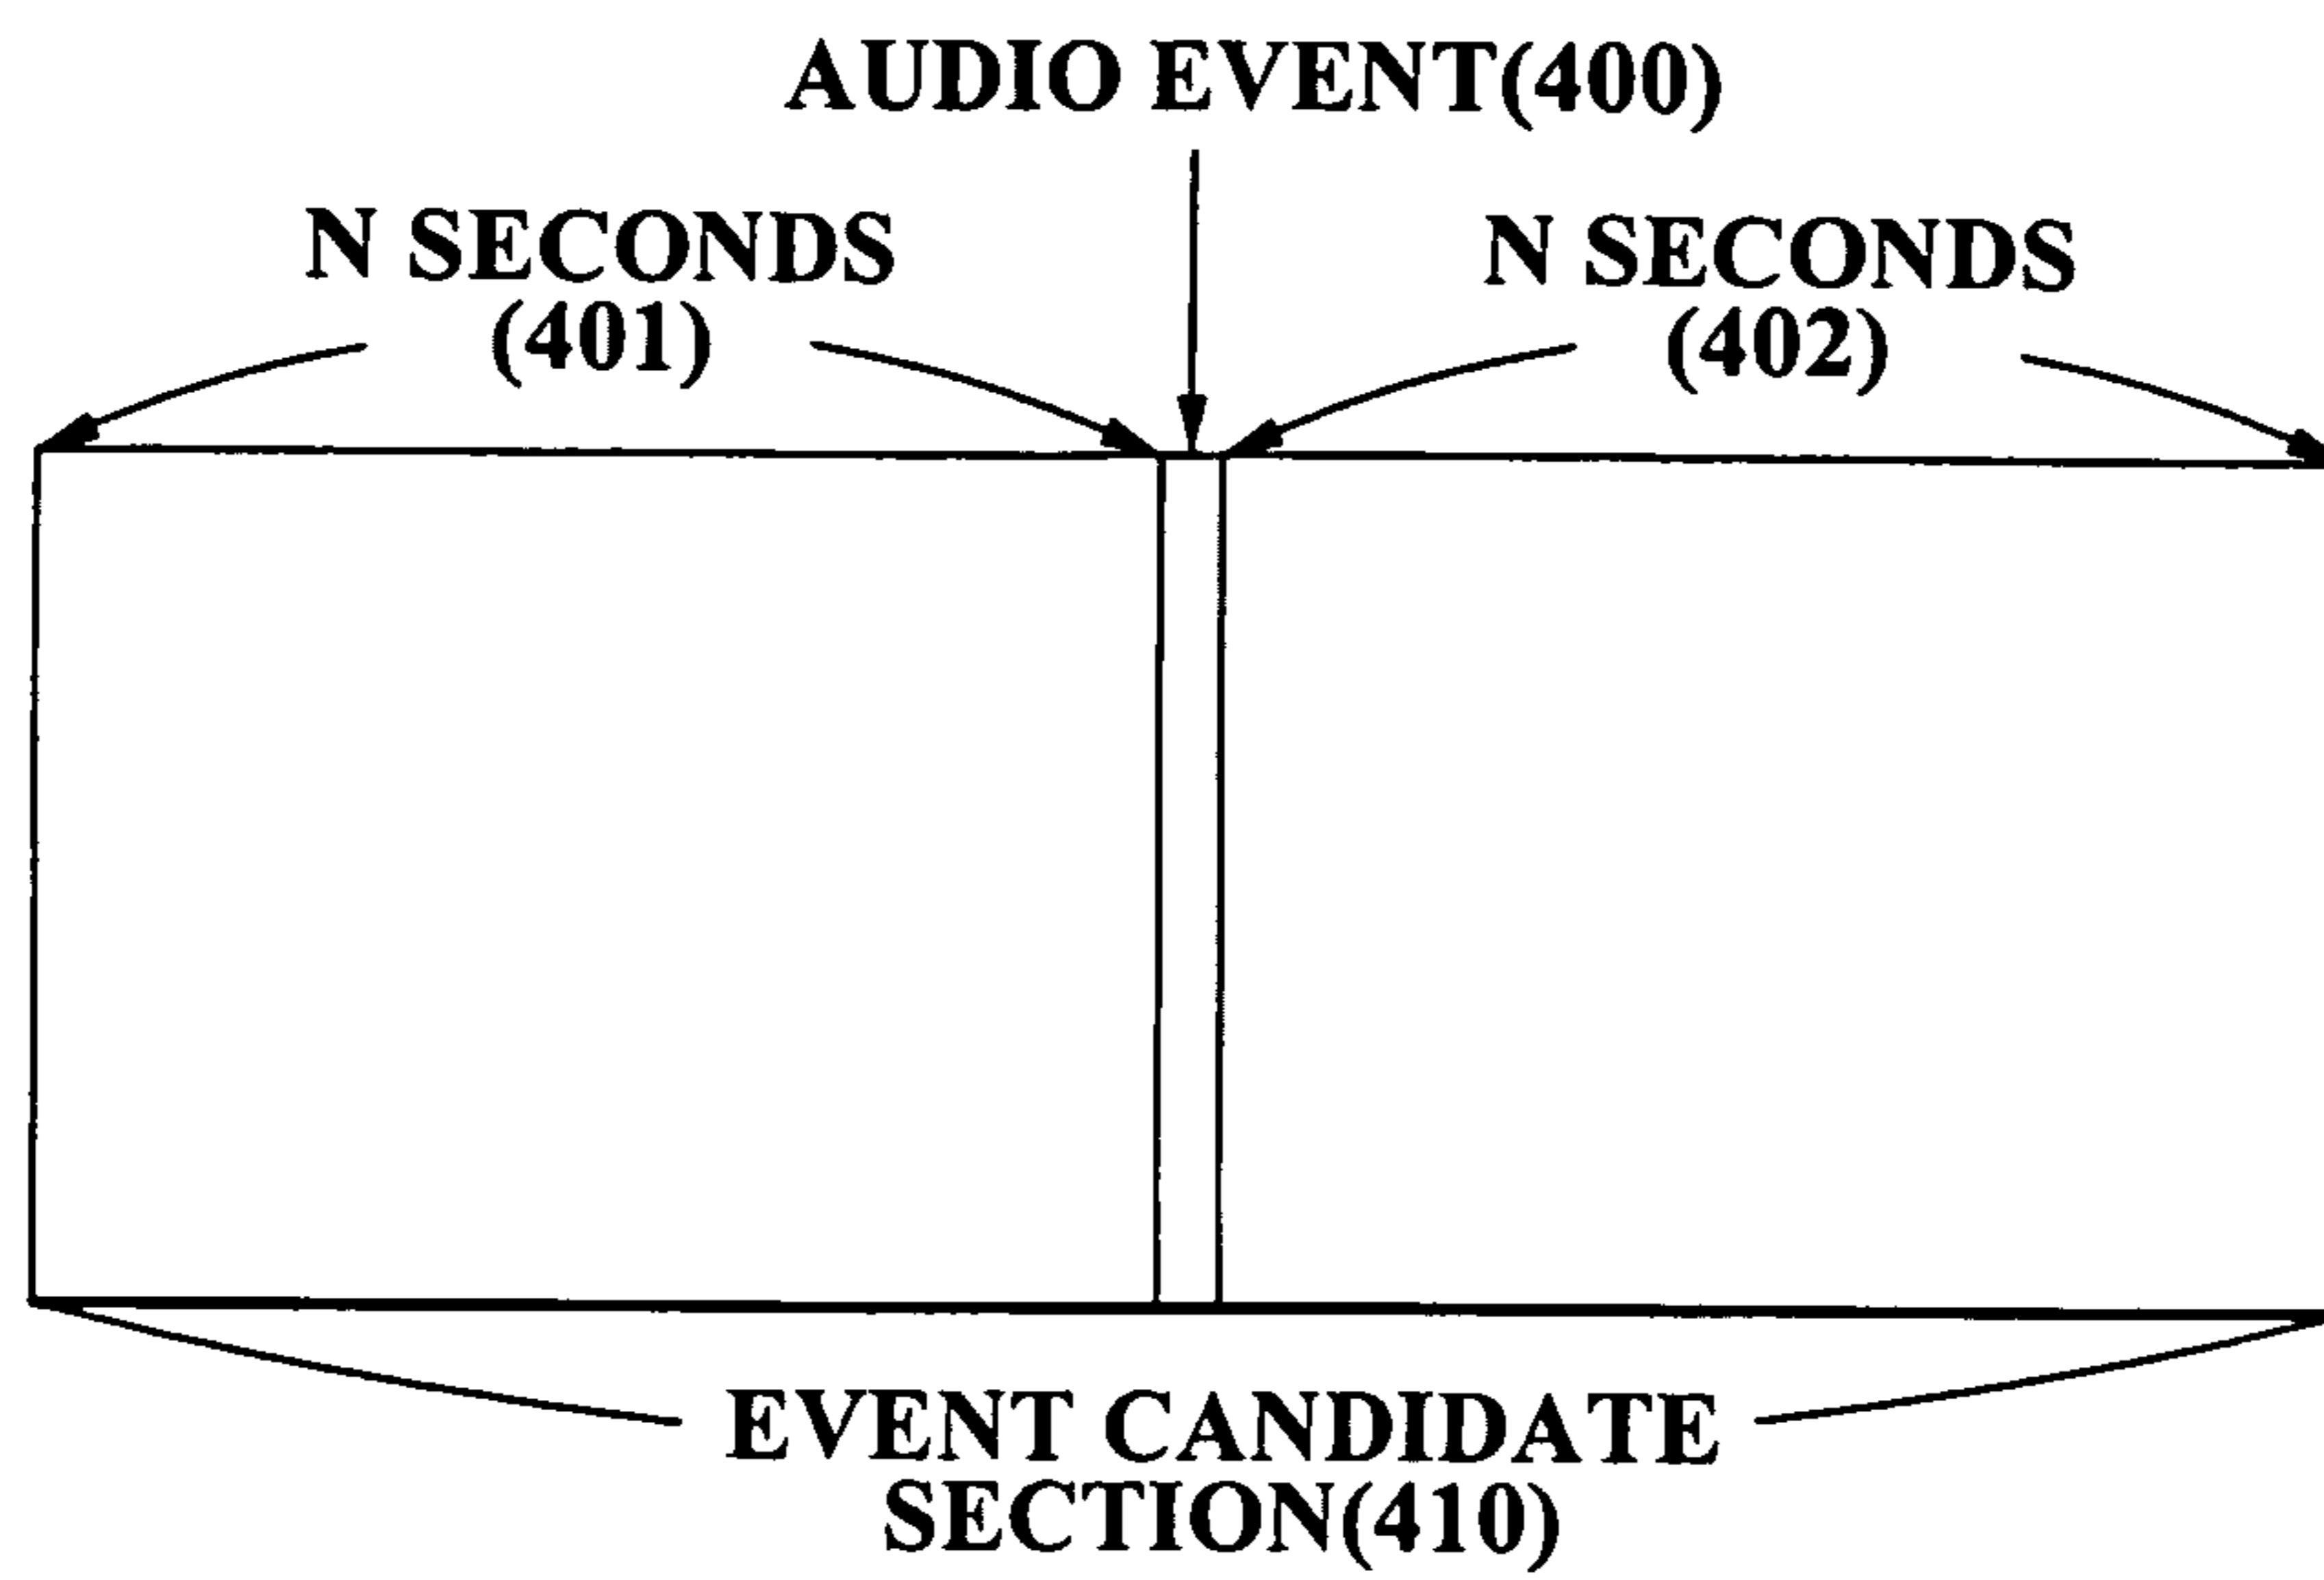 AUDIO EVENT(400)
N SECONDS
(401)
N SECONDS
(402)
EVENT CANDIDATE
SECTION(410)